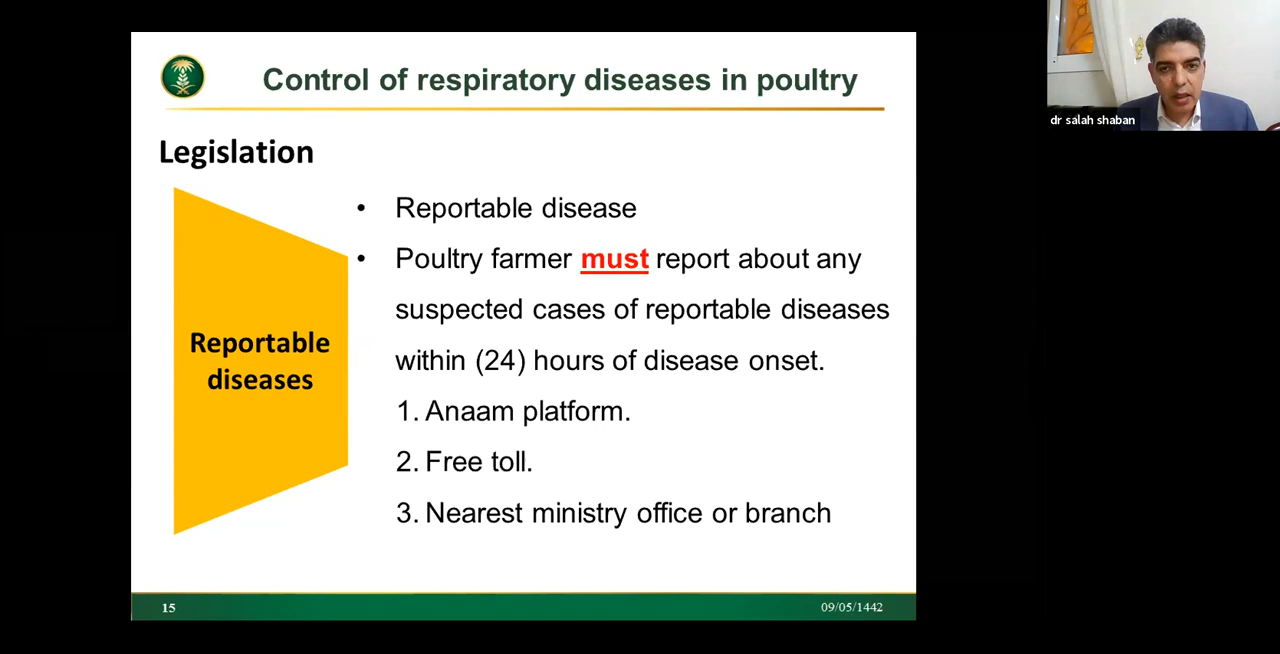 Control of respiratory diseases in poultry
dr salah shaban
Legislation
Reportable
diseases
• Reportable disease
• Poultry farmer must report about any
suspected cases of reportable diseases
within (24) hours of disease onset.
1. Anaam platform.
2. Free toll.
3. Nearest ministry office or branch
15
09/05/1442